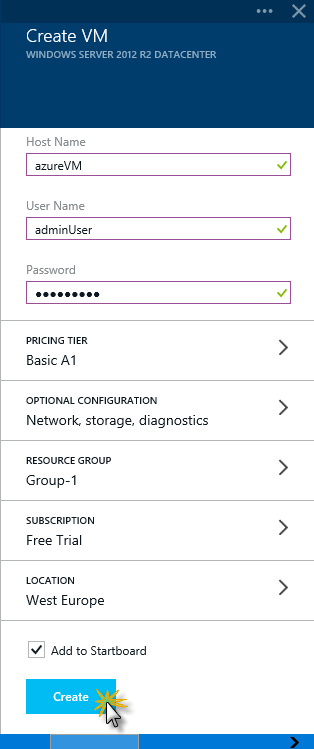 Create VM
WINDOWS SERVER 2012 R2 DATACENTER
Host Name
azureVM
User Name
adminUser
Password
●●●●●●●●●
PRICING TIER
Basic A1
OPTIONAL CONFIGURATION
Network, storage, diagnostics
RESOURCE GROUP
Group-1
SUBSCRIPTION
Free Trial
LOCATION
West Europe
Add to Startboard
Create